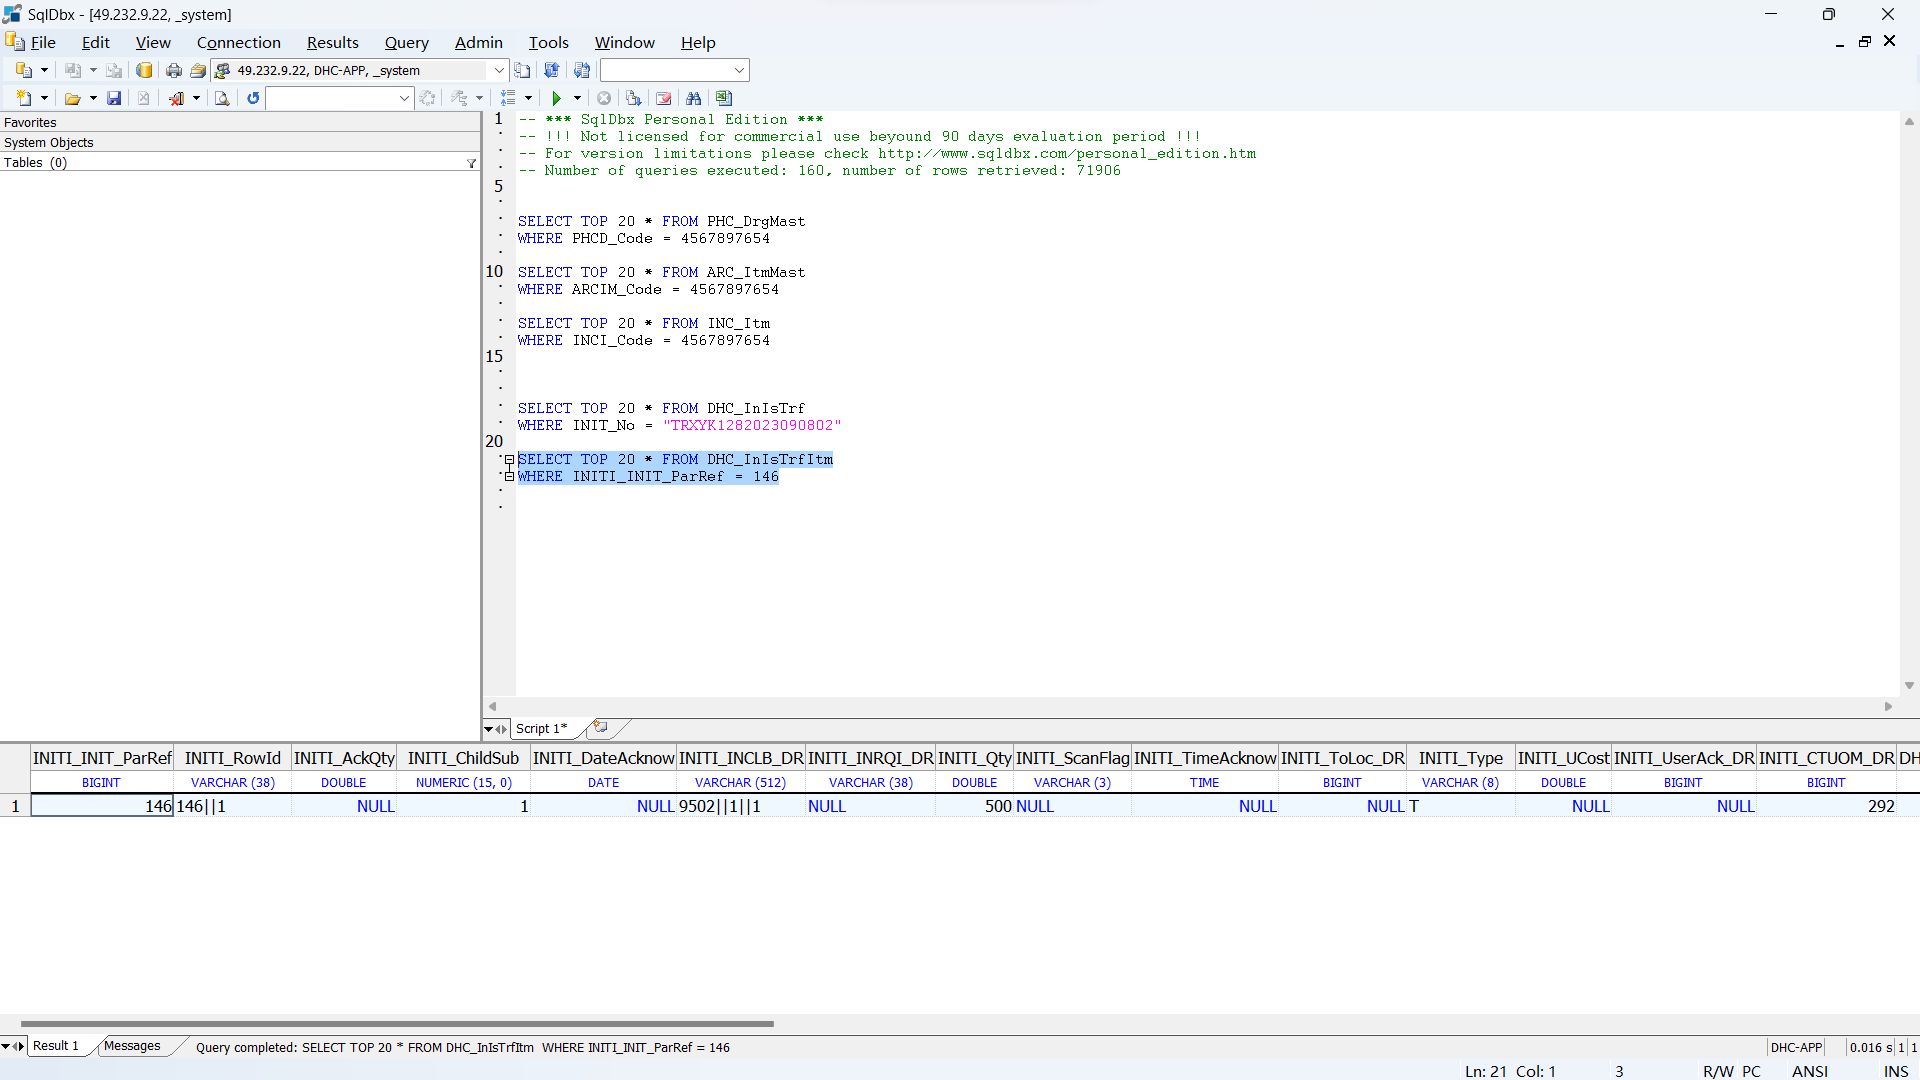 SqlDbx - [49.232.9.22, _system]
File Edit View Connection Results Query Admin Tools Window Help
49.232.9.22, DHC-APP, _system
Favorites
System Objects
Tables (0)
1 -- *** SqlDbx Personal Edition ***
-- !!! Not licensed for commercial use beyound 90 days evaluation period !!!
-- For version limitations please check http://www.sqldbx.com/personal_edition.htm
-- Number of queries executed: 160, number of rows retrieved: 71906
5
SELECT TOP 20 * FROM PHC_DrgMast
WHERE PHCD_Code = 4567897654
10 SELECT TOP 20 * FROM ARC_ItmMast
WHERE ARCIM_Code = 4567897654
SELECT TOP 20 * FROM INC_Itm
WHERE INCI_Code = 4567897654
15
SELECT TOP 20 * FROM DHC_InIsTrf
WHERE INIT_No = "TRXYK1282023090802"
20
SELECT TOP 20 * FROM DHC_InIsTrfItm
WHERE INITI_INIT_ParRef = 146
Script 1*
INITI_INIT_ParRef INITI_RowId INITI_AckQty INITI_ChildSub INITI_DateAcknow INITI_INCLB_DR INITI_INRQI_DR INITI_Qty INITI_ScanFlag INITI_TimeAcknow INITI_ToLoc_DR INITI_Type INITI_UCost INITI_UserAck_DR INITI_CTUOM_DR DH
BIGINT VARCHAR (38) DOUBLE NUMERIC (15, 0) DATE VARCHAR (512) VARCHAR (38) DOUBLE VARCHAR (3) TIME BIGINT VARCHAR (8) DOUBLE BIGINT BIGINT
1 146 146||1 NULL 1 NULL 9502||1||1 NULL 500 NULL NULL NULL T NULL NULL 292
Result 1 Messages Query completed: SELECT TOP 20 * FROM DHC_InIsTrfItm WHERE INITI_INIT_ParRef = 146 DHC-APP 0.016 s 1 1
Ln: 21 Col: 1 3 R/W PC ANSI INS